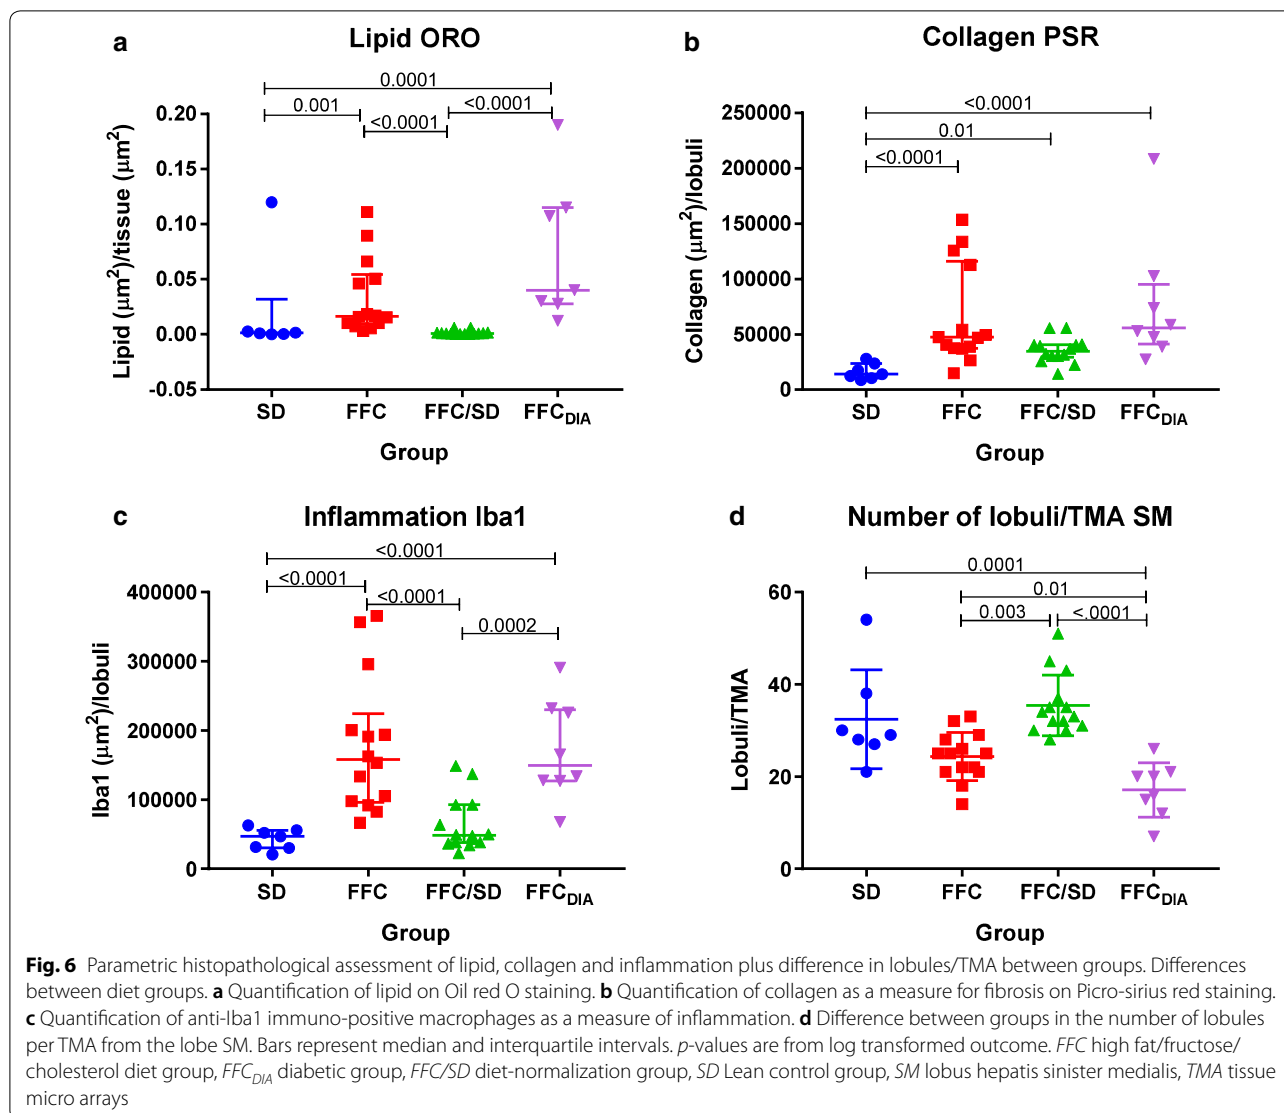 a
Lipid ORO
0.0001
0.001
<0.0001
<0.0001
0.20
0.15
0.10
0.05
0.00
-0.05
Lipid (μm²)/tissue (μm²)
SD FFC FFC/SD FFC_DIA
Group
b
Collagen PSR
<0.0001
0.01
<0.0001
250000
200000
150000
100000
50000
0
Collagen (μm²)/lobuli
SD FFC FFC/SD FFC_DIA
Group
c
Inflammation Iba1
<0.0001
<0.0001
<0.0001
0.0002
400000
300000
200000
100000
0
Iba1 (μm²)/lobuli
SD FFC FFC/SD FFC_DIA
Group
d
Number of lobuli/TMA SM
0.0001
0.01
0.003
<.0001
60
40
20
0
Lobuli/TMA
SD FFC FFC/SD FFC_DIA
Group
Fig. 6 Parametric histopathological assessment of lipid, collagen and inflammation plus difference in lobules/TMA between groups. Differences
between diet groups. a Quantification of lipid on Oil red O staining. b Quantification of collagen as a measure for fibrosis on Picro-sirius red staining.
c Quantification of anti-Iba1 immuno-positive macrophages as a measure of inflammation. d Difference between groups in the number of lobules
per TMA from the lobe SM. Bars represent median and interquartile intervals. p-values are from log transformed outcome. FFC high fat/fructose/
cholesterol diet group, FFC_DIA diabetic group, FFC/SD diet-normalization group, SD Lean control group, SM lobus hepatis sinister medialis, TMA tissue
micro arrays